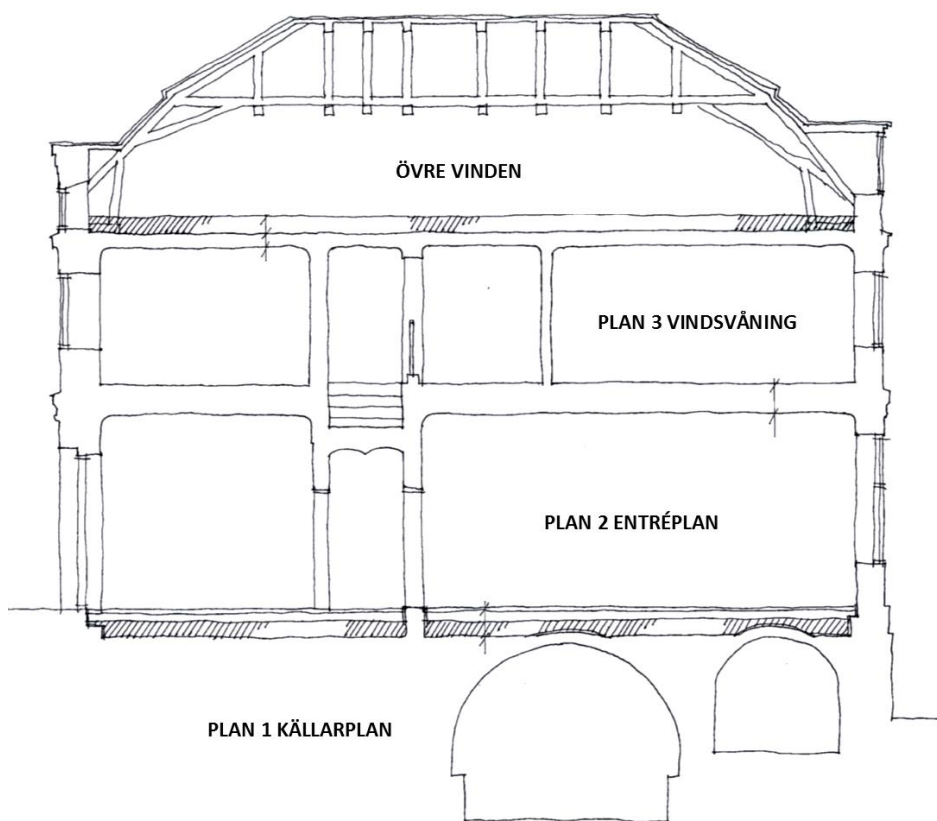 ÖVRE VINDEN
PLAN 3 VINDSVÅNING
PLAN 2 ENTRÉPLAN
PLAN 1 KÄLLARPLAN